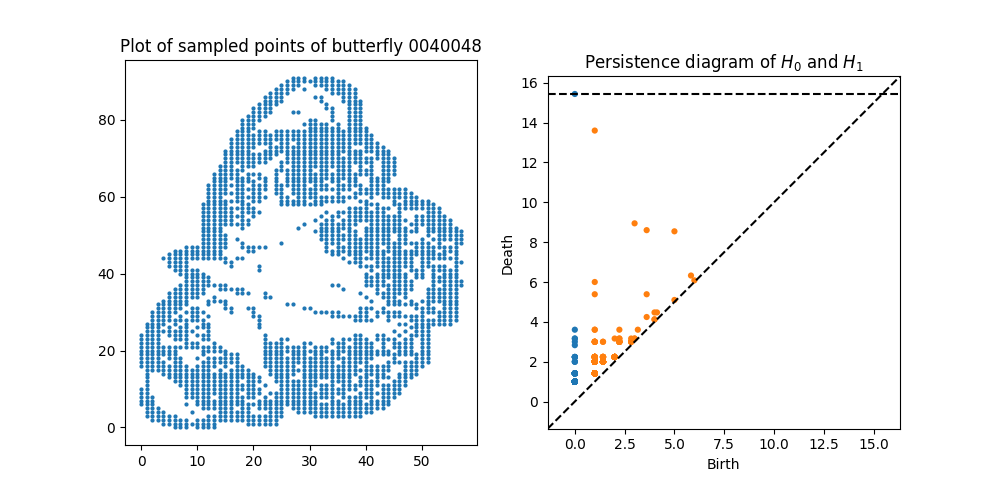 Plot of sampled points of butterfly 0040048
80
60
40
20
0
0 10 20 30 40 50
Persistence diagram of H₀ and H₁
16
14
12
10
8
6
4
2
0
Death
0.0 2.5 5.0 7.5 10.0 12.5 15.0
Birth